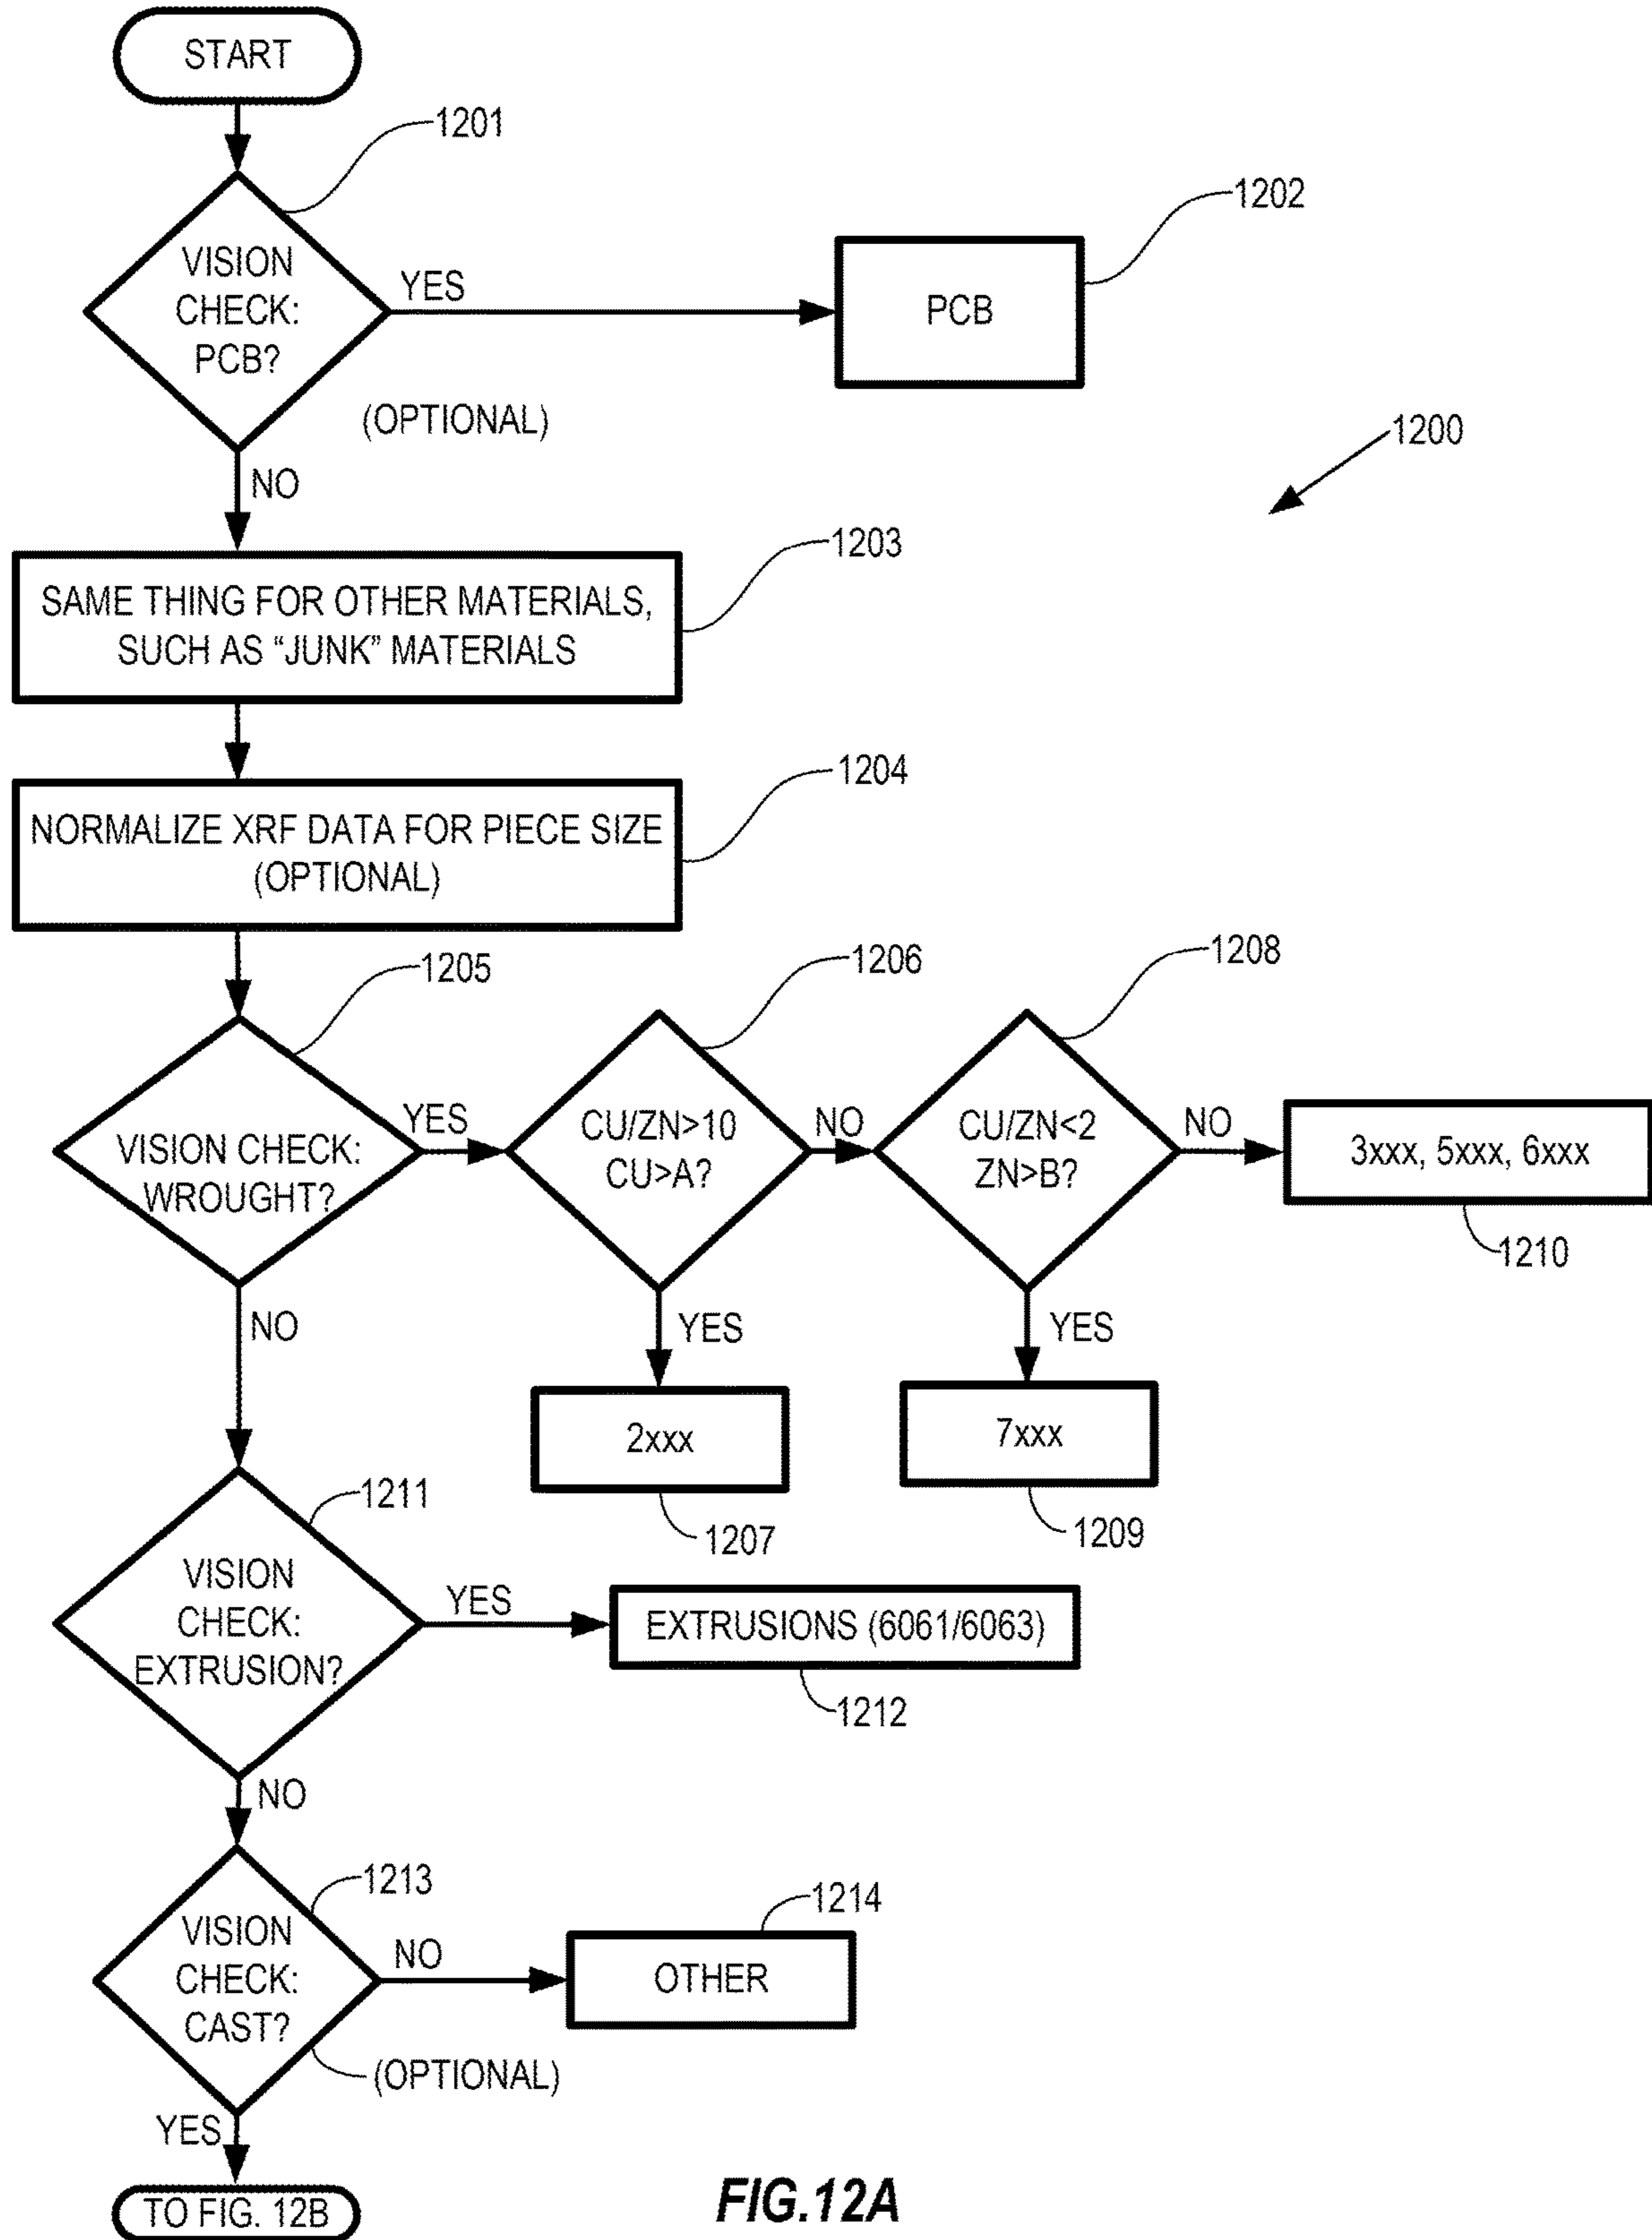 START
1201
VISION
CHECK:
PCB?
YES
(OPTIONAL)
NO
1202
PCB
1200
1203
SAME THING FOR OTHER MATERIALS,
SUCH AS “JUNK” MATERIALS
1204
NORMALIZE XRF DATA FOR PIECE SIZE
(OPTIONAL)
1205
VISION CHECK:
WROUGHT?
YES
NO
1206
CU/ZN>10
CU>A?
NO
YES
2xxx
1207
1208
CU/ZN<2
ZN>B?
NO
YES
7xxx
1209
3xxx, 5xxx, 6xxx
1210
1211
VISION
CHECK:
EXTRUSION?
YES
NO
EXTRUSIONS (6061/6063)
1212
1213
VISION
CHECK:
CAST?
NO
(OPTIONAL)
YES
1214
OTHER
TO FIG. 12B
FIG.12A